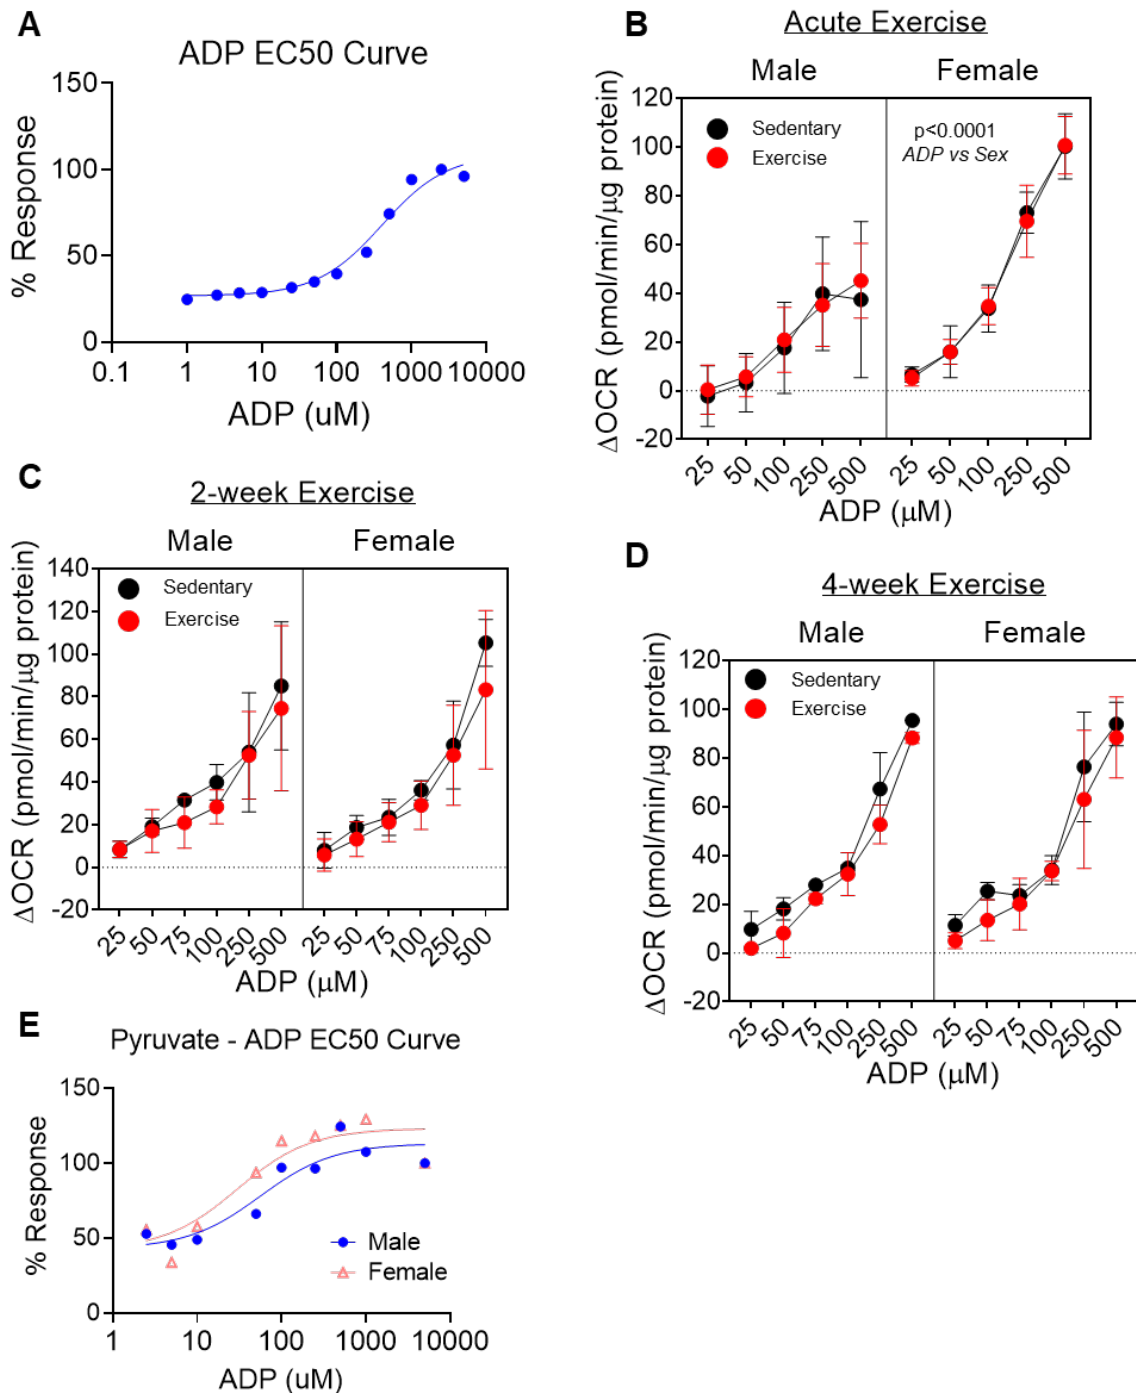 A
ADP EC50 Curve
% Response
150
100
50
0
0.1
1
10
100
1000
10000
ADP (uM)
B
Acute Exercise
Male
Female
ΔOCR (pmol/min/μg protein)
120
100
80
60
40
20
0
-20
Sedentary
Exercise
p<0.0001
ADP vs Sex
25
50
100
250
500
25
50
100
250
500
ADP (μM)
C
2-week Exercise
Male
Female
ΔOCR (pmol/min/μg protein)
140
120
100
80
60
40
20
0
-20
Sedentary
Exercise
25
50
75
100
250
500
25
50
75
100
250
500
ADP (μM)
D
4-week Exercise
Male
Female
ΔOCR (pmol/min/μg protein)
120
100
80
60
40
20
0
-20
Sedentary
Exercise
25
50
75
100
250
500
25
50
75
100
250
500
ADP (μM)
E
Pyruvate - ADP EC50 Curve
% Response
150
100
50
0
Male
Female
1
10
100
1000
10000
ADP (uM)